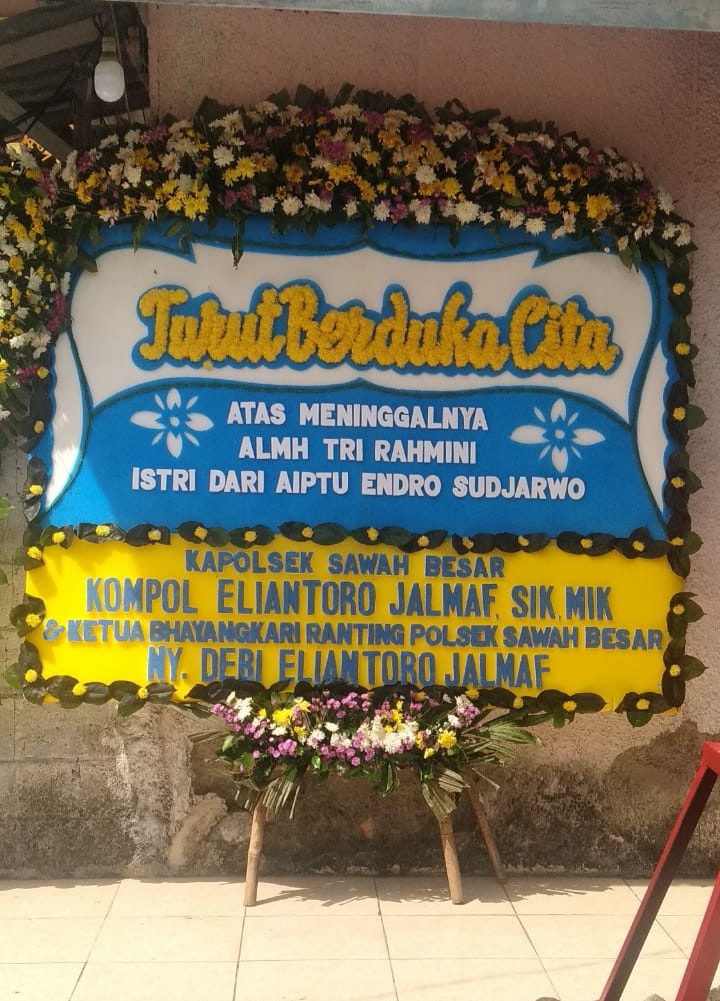 Turut Berduka Cita
ATAS MENINGGALNYA
ALMH TRI RAHMINI
ISTRI DARI AIPTU ENDRO SUDJARWO
KAPOLSEK SAWAH BESAR
KOMPOL ELIANTORO JALMAF, SIK, MIK
& KETUA BHAYANGKARI RANTING POLSEK SAWAH BESAR
NY. DEBI ELIANTORO JALMAF